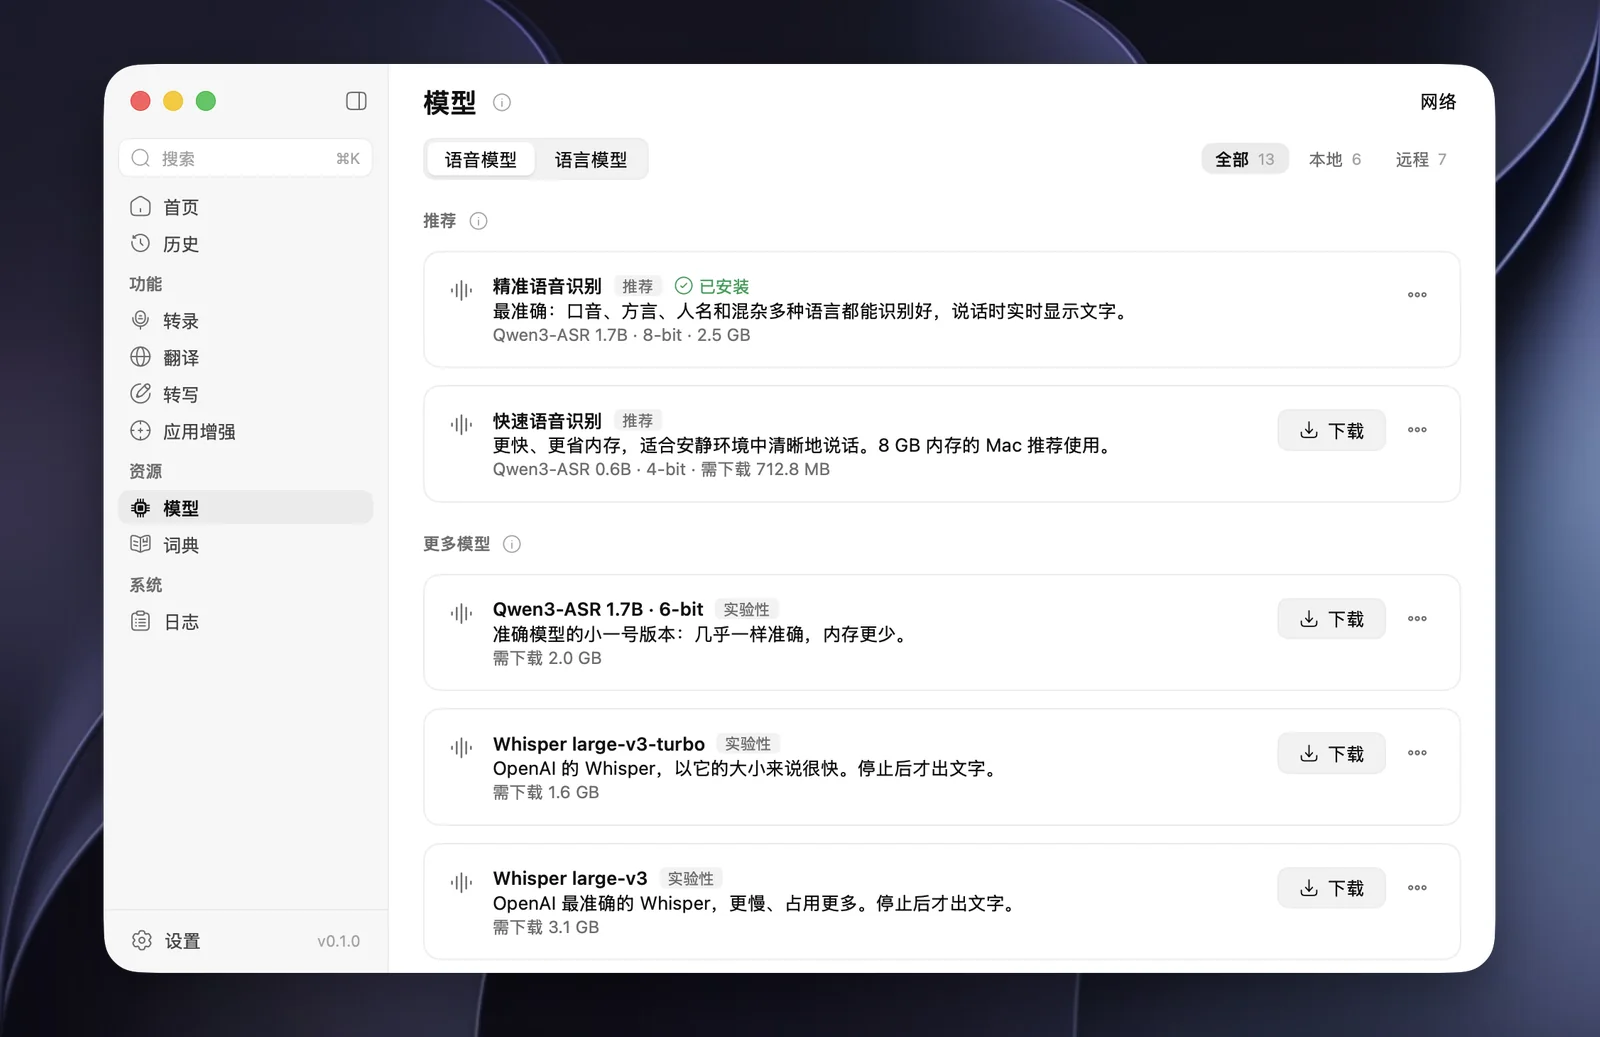 搜索 ⌘K
首页
历史
功能
转录
翻译
转写
应用增强
资源
模型
词典
系统
日志
设置 v0.1.0
模型
网络
语音模型 语言模型
全部 13 本地 6 远程 7
推荐
精准语音识别 推荐 已安装
最准确：口音、方言、人名和混杂多种语言都能识别好，说话时实时显示文字。
Qwen3-ASR 1.7B · 8-bit · 2.5 GB
快速语音识别 推荐
更快、更省内存，适合安静环境中清晰地说话。8 GB 内存的 Mac 推荐使用。
Qwen3-ASR 0.6B · 4-bit · 需下载 712.8 MB
下载
更多模型
Qwen3-ASR 1.7B · 6-bit 实验性
准确模型的小一号版本：几乎一样准确，内存更少。
需下载 2.0 GB
下载
Whisper large-v3-turbo 实验性
OpenAI 的 Whisper，以它的大小来说很快。停止后才出文字。
需下载 1.6 GB
下载
Whisper large-v3 实验性
OpenAI 最准确的 Whisper，更慢、占用更多。停止后才出文字。
需下载 3.1 GB
下载